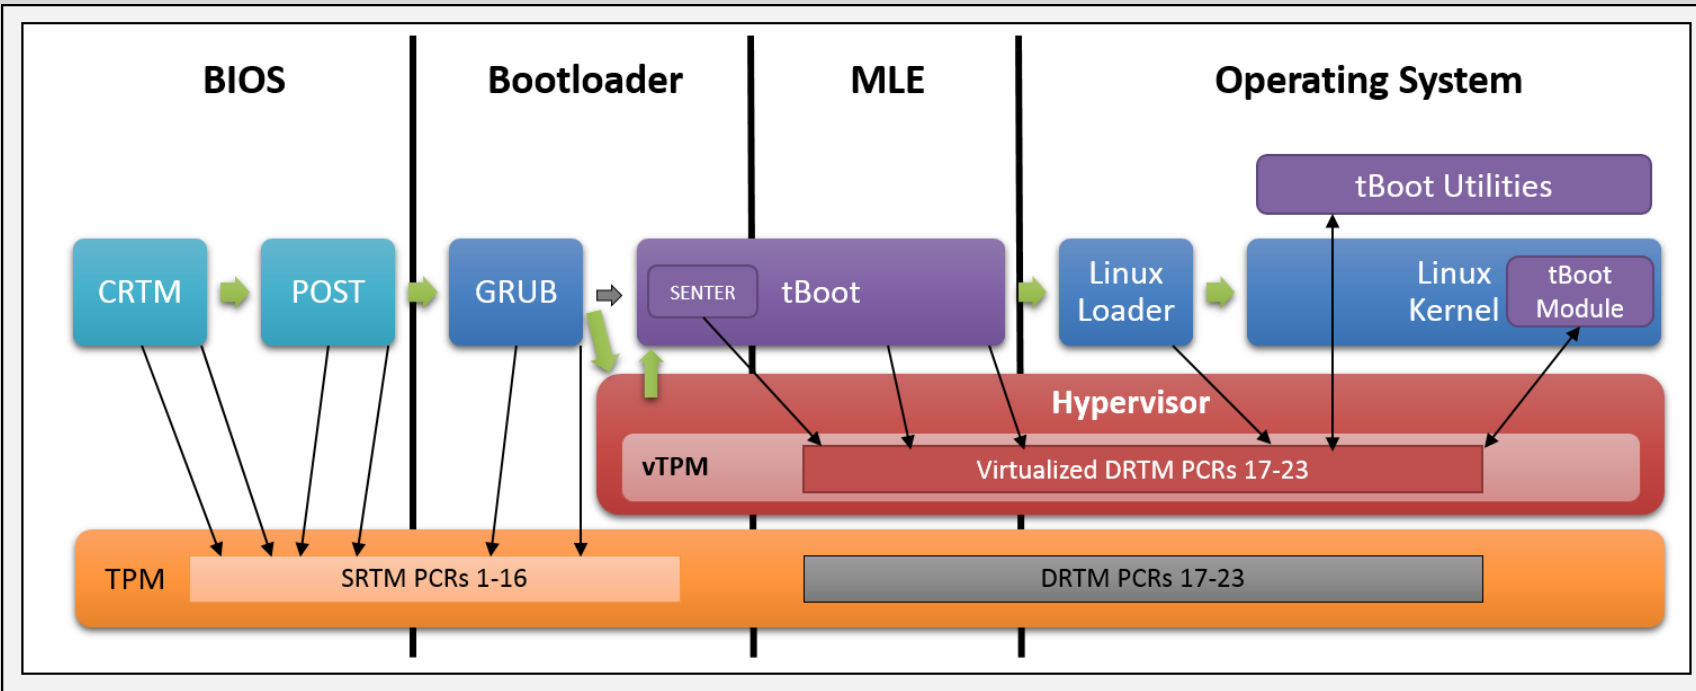 BIOS
Bootloader
MLE
Operating System
tBoot Utilities
CRTM
POST
GRUB
SENTER
tBoot
Linux
Loader
Linux
Kernel
tBoot
Module
Hypervisor
vTPM
Virtualized DRTM PCRs 17-23
TPM
SRTM PCRs 1-16
DRTM PCRs 17-23